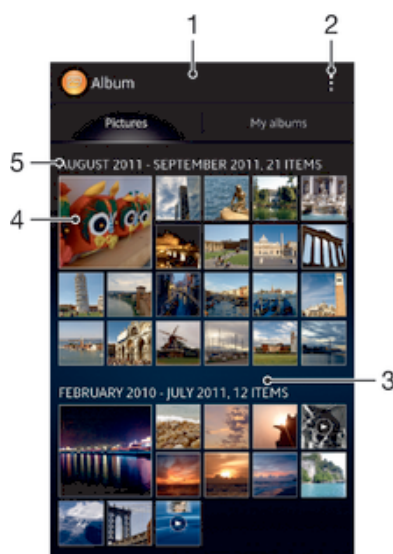 1
2
Album
Pictures
My albums
5
AUGUST 2011 - SEPTEMBER 2011, 21 ITEMS
4
3
FEBRUARY 2010 - JULY 2011, 12 ITEMS